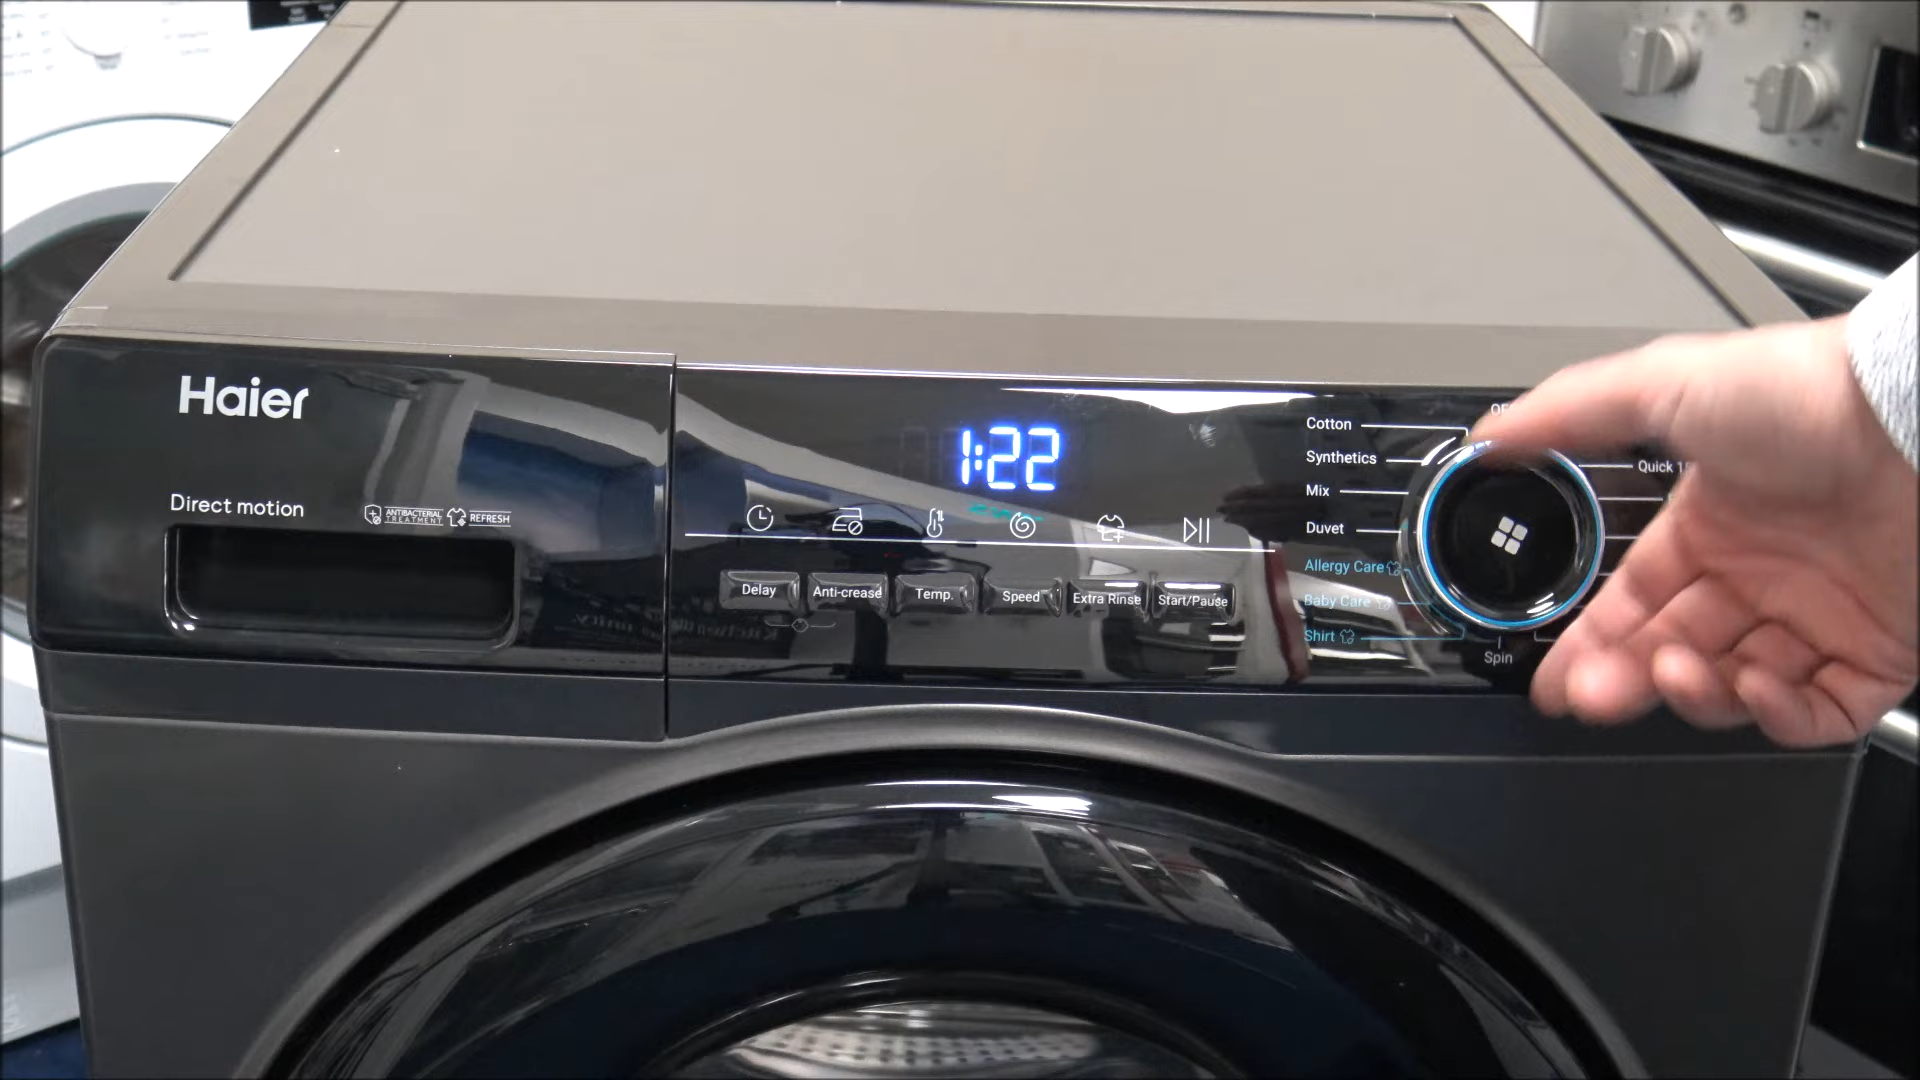 Haier
Direct motion
ANTIBACTERIAL
TREATMENT
REFRESH
1:22
Delay
Anti-crease
Temp.
Speed
Extra Rinse
Start/Pause
Cotton
Synthetics
Mix
Duvet
Allergy Care
Baby Care
Shirt
Spin
Quick